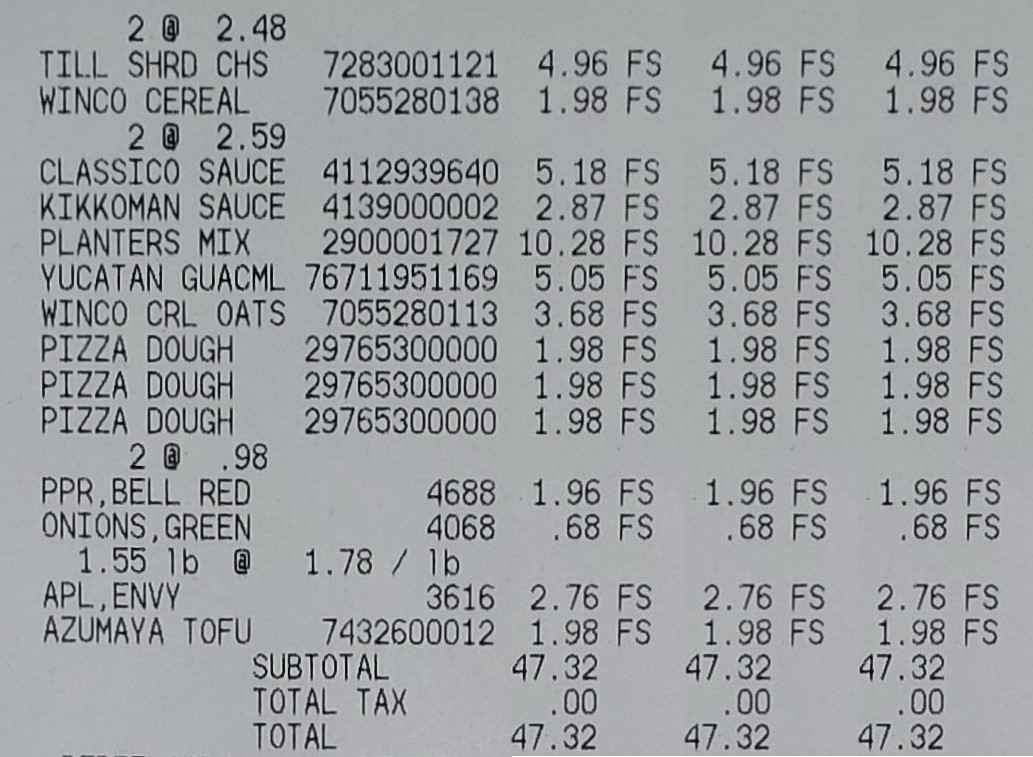 2 @ 2.48
TILL SHRD CHS 7283001121 4.96 FS 4.96 FS 4.96 FS
WINCO CEREAL 7055280138 1.98 FS 1.98 FS 1.98 FS
2 @ 2.59
CLASSICO SAUCE 4112939640 5.18 FS 5.18 FS 5.18 FS
KIKKOMAN SAUCE 4139000002 2.87 FS 2.87 FS 2.87 FS
PLANTERS MIX 2900001727 10.28 FS 10.28 FS 10.28 FS
YUCATAN GUACML 76711951169 5.05 FS 5.05 FS 5.05 FS
WINCO CRL OATS 7055280113 3.68 FS 3.68 FS 3.68 FS
PIZZA DOUGH 29765300000 1.98 FS 1.98 FS 1.98 FS
PIZZA DOUGH 29765300000 1.98 FS 1.98 FS 1.98 FS
PIZZA DOUGH 29765300000 1.98 FS 1.98 FS 1.98 FS
2 @ .98
PPR,BELL RED 4688 1.96 FS 1.96 FS 1.96 FS
ONIONS,GREEN 4068 .68 FS .68 FS .68 FS
1.55 lb @ 1.78 / lb
APL,ENVY 3616 2.76 FS 2.76 FS 2.76 FS
AZUMAYA TOFU 7432600012 1.98 FS 1.98 FS 1.98 FS
SUBTOTAL 47.32 47.32 47.32
TOTAL TAX .00 .00 .00
TOTAL 47.32 47.32 47.32